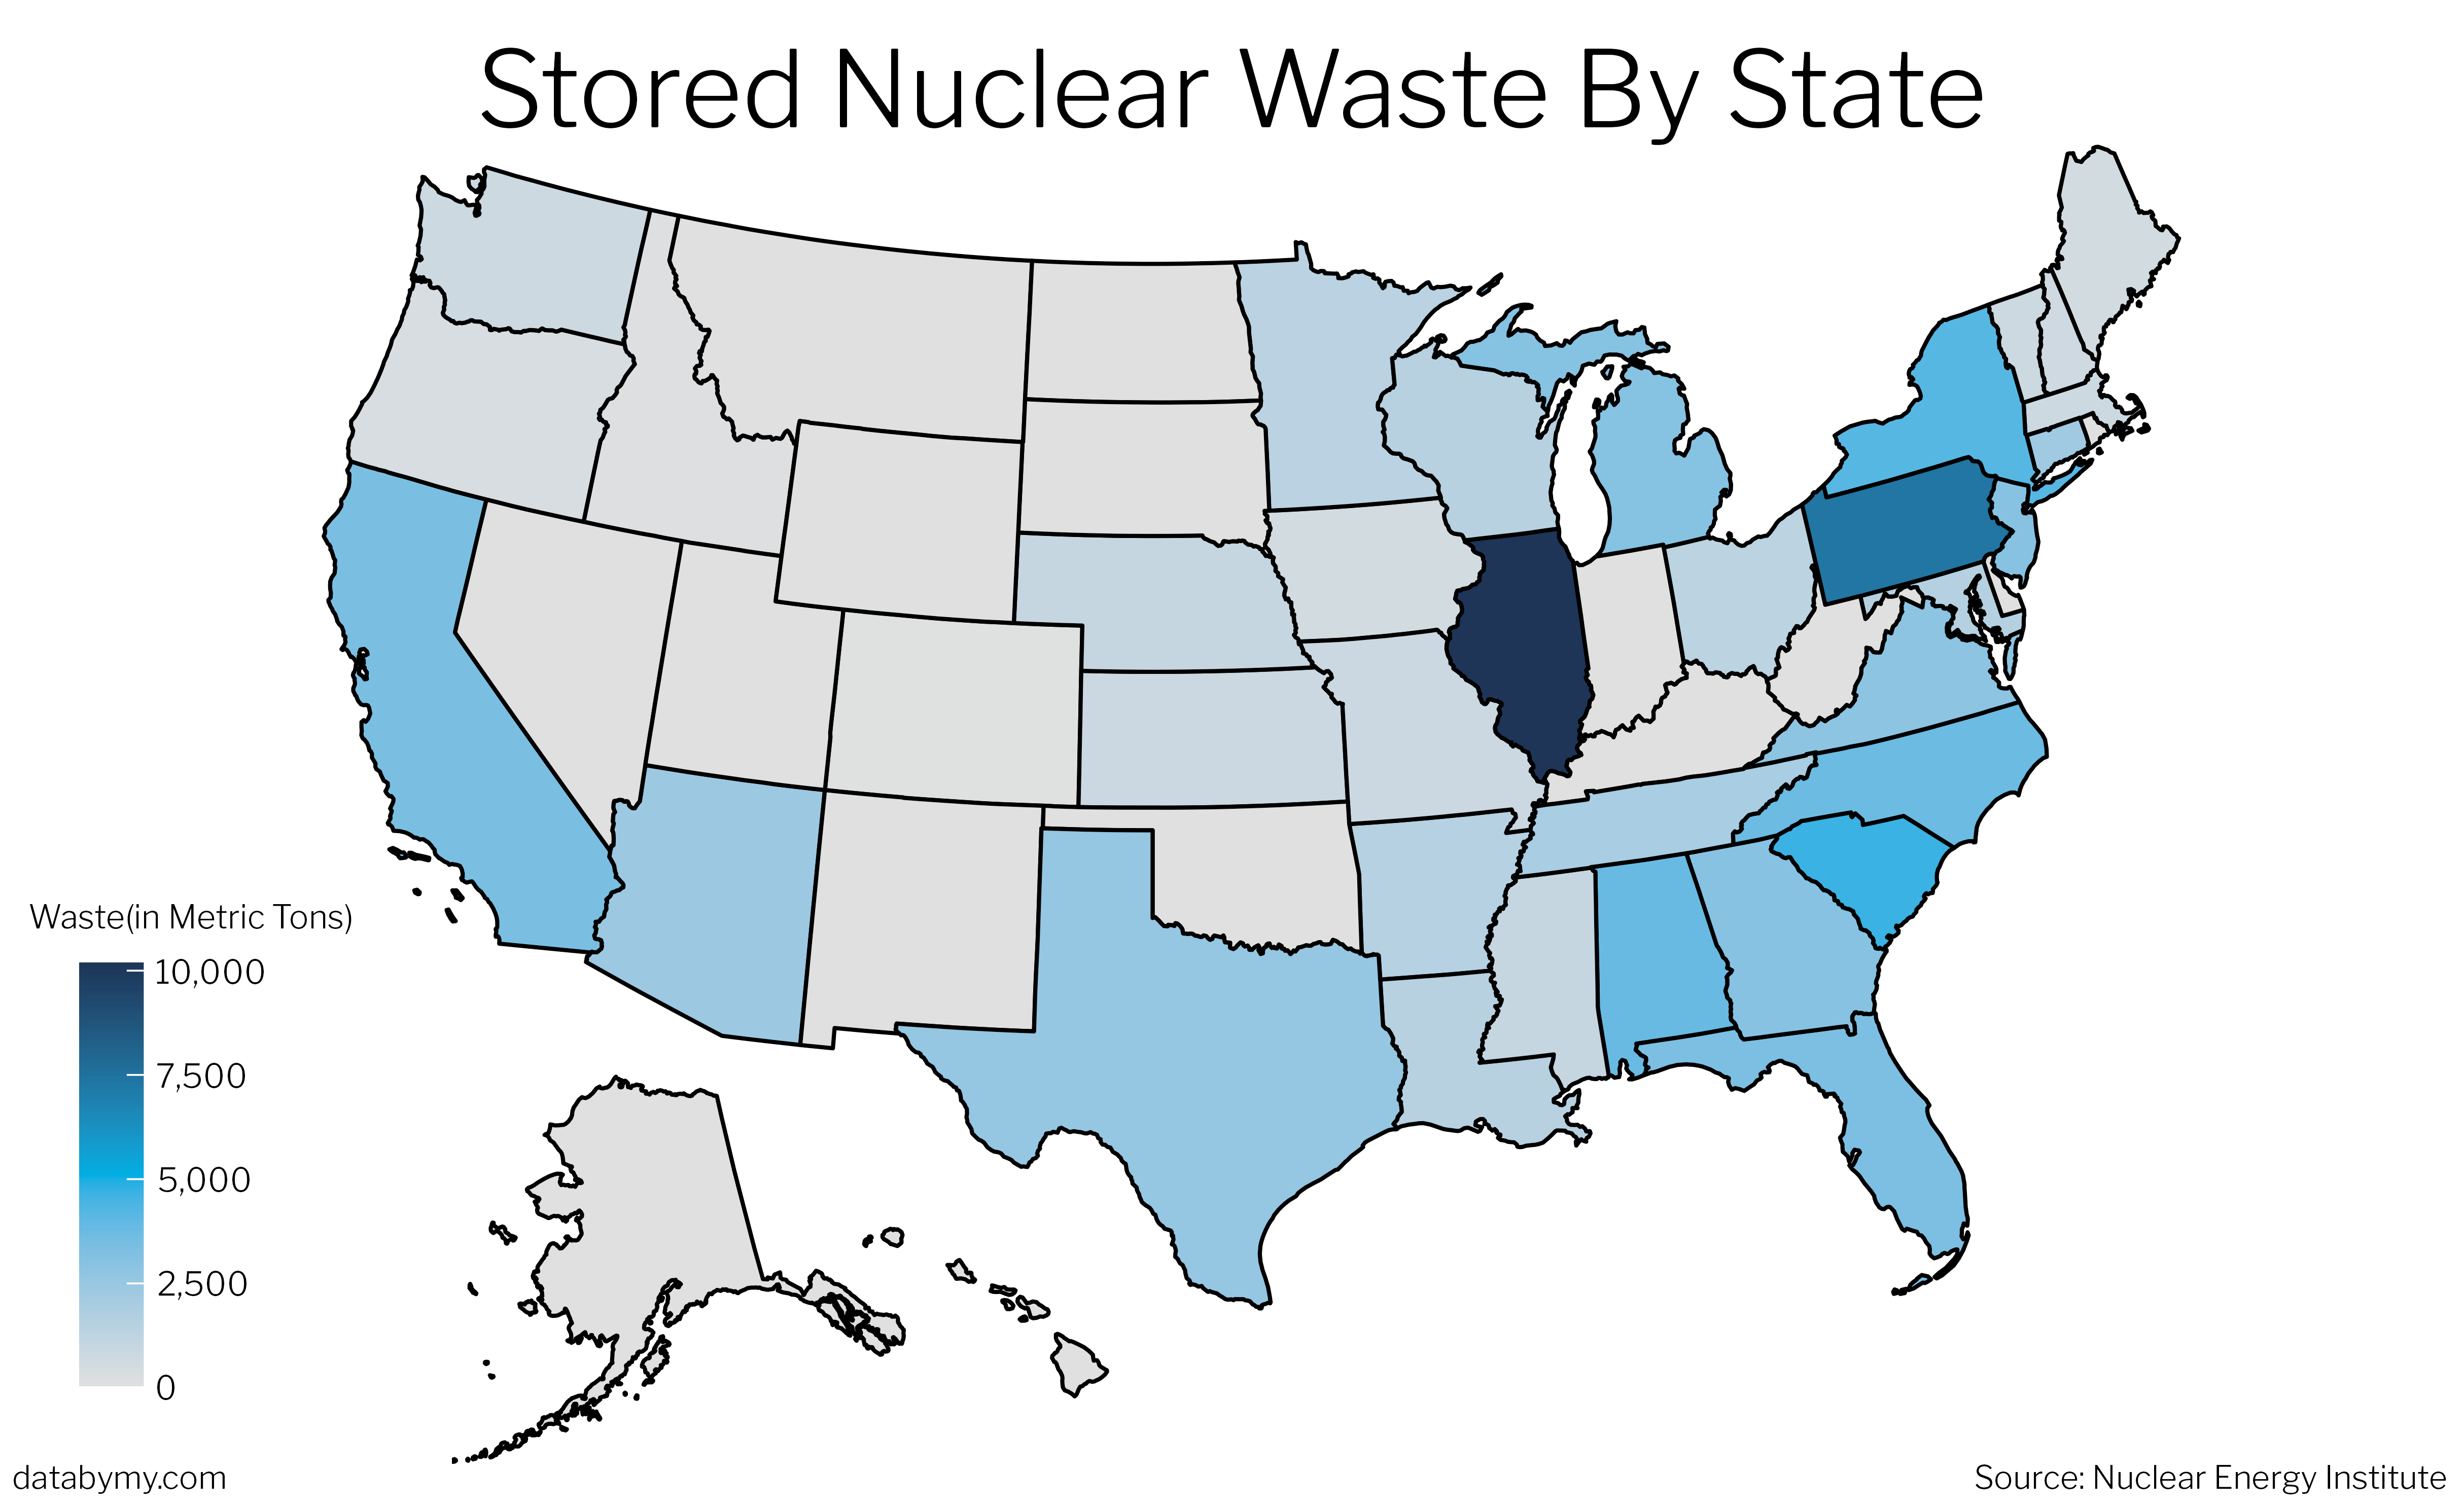 Stored Nuclear Waste By State
Waste(in Metric Tons)
10,000
7,500
5,000
2,500
0
databymy.com
Source: Nuclear Energy Institute